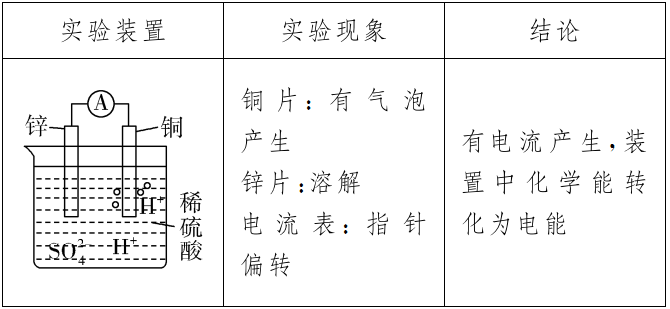 实验装置
实验现象
结论
A
锌
铜
H⁺
稀硫酸
SO₄²⁻
H⁺
铜片：有气泡
产生
锌片:溶解
电流表：指针
偏转
有电流产生,装
置中化学能转
化为电能